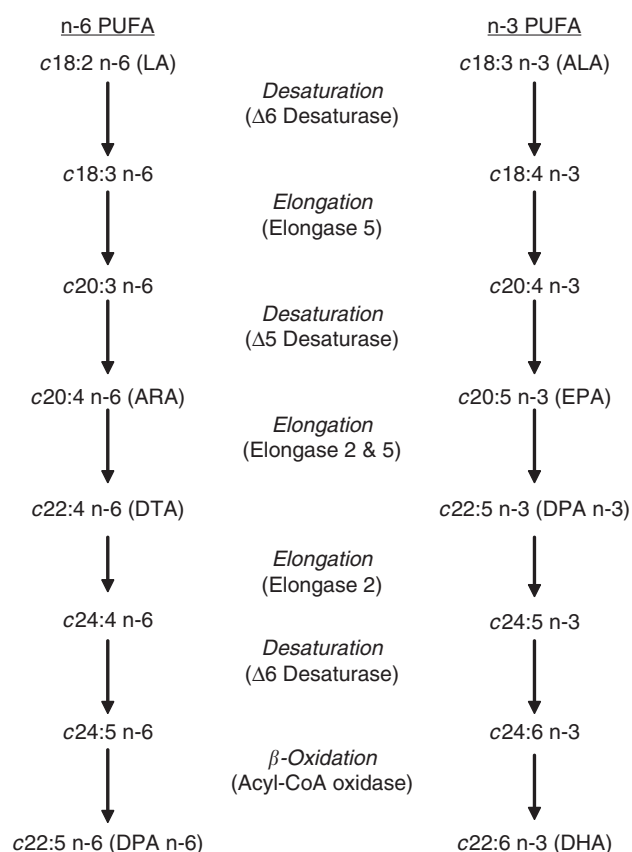 n-6 PUFA
n-3 PUFA
c18:2 n-6 (LA)
c18:3 n-3 (ALA)
Desaturation
(Δ6 Desaturase)
c18:3 n-6
c18:4 n-3
Elongation
(Elongase 5)
c20:3 n-6
c20:4 n-3
Desaturation
(Δ5 Desaturase)
c20:4 n-6 (ARA)
c20:5 n-3 (EPA)
Elongation
(Elongase 2 & 5)
c22:4 n-6 (DTA)
c22:5 n-3 (DPA n-3)
Elongation
(Elongase 2)
c24:4 n-6
c24:5 n-3
Desaturation
(Δ6 Desaturase)
c24:5 n-6
c24:6 n-3
β-Oxidation
(Acyl-CoA oxidase)
c22:5 n-6 (DPA n-6)
c22:6 n-3 (DHA)